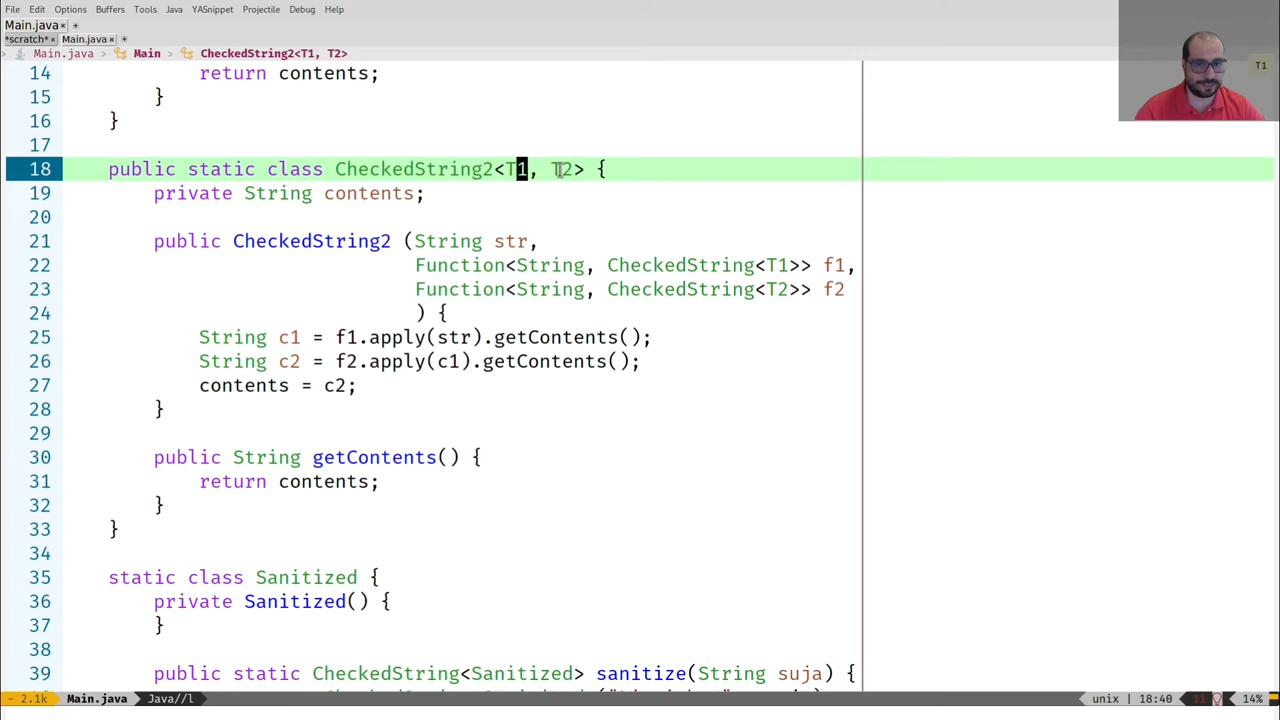 File Edit Options Buffers Tools Java YASnippet Projectile Debug Help
Main.java× +
*scratch*× Main.java× +
> Main.java > Main > CheckedString2<T1, T2>
T1
14 return contents;
15 }
16 }
17
18 public static class CheckedString2<T1, T2> {
19 private String contents;
20
21 public CheckedString2 (String str,
22 Function<String, CheckedString<T1>> f1,
23 Function<String, CheckedString<T2>> f2
24 ) {
25 String c1 = f1.apply(str).getContents();
26 String c2 = f2.apply(c1).getContents();
27 contents = c2;
28 }
29
30 public String getContents() {
31 return contents;
32 }
33 }
34
35 static class Sanitized {
36 private Sanitized() {
37 }
38
39 public static CheckedString<Sanitized> sanitize(String suja) {
- 2.1k Main.java Java//l unix | 18:40 11 14%